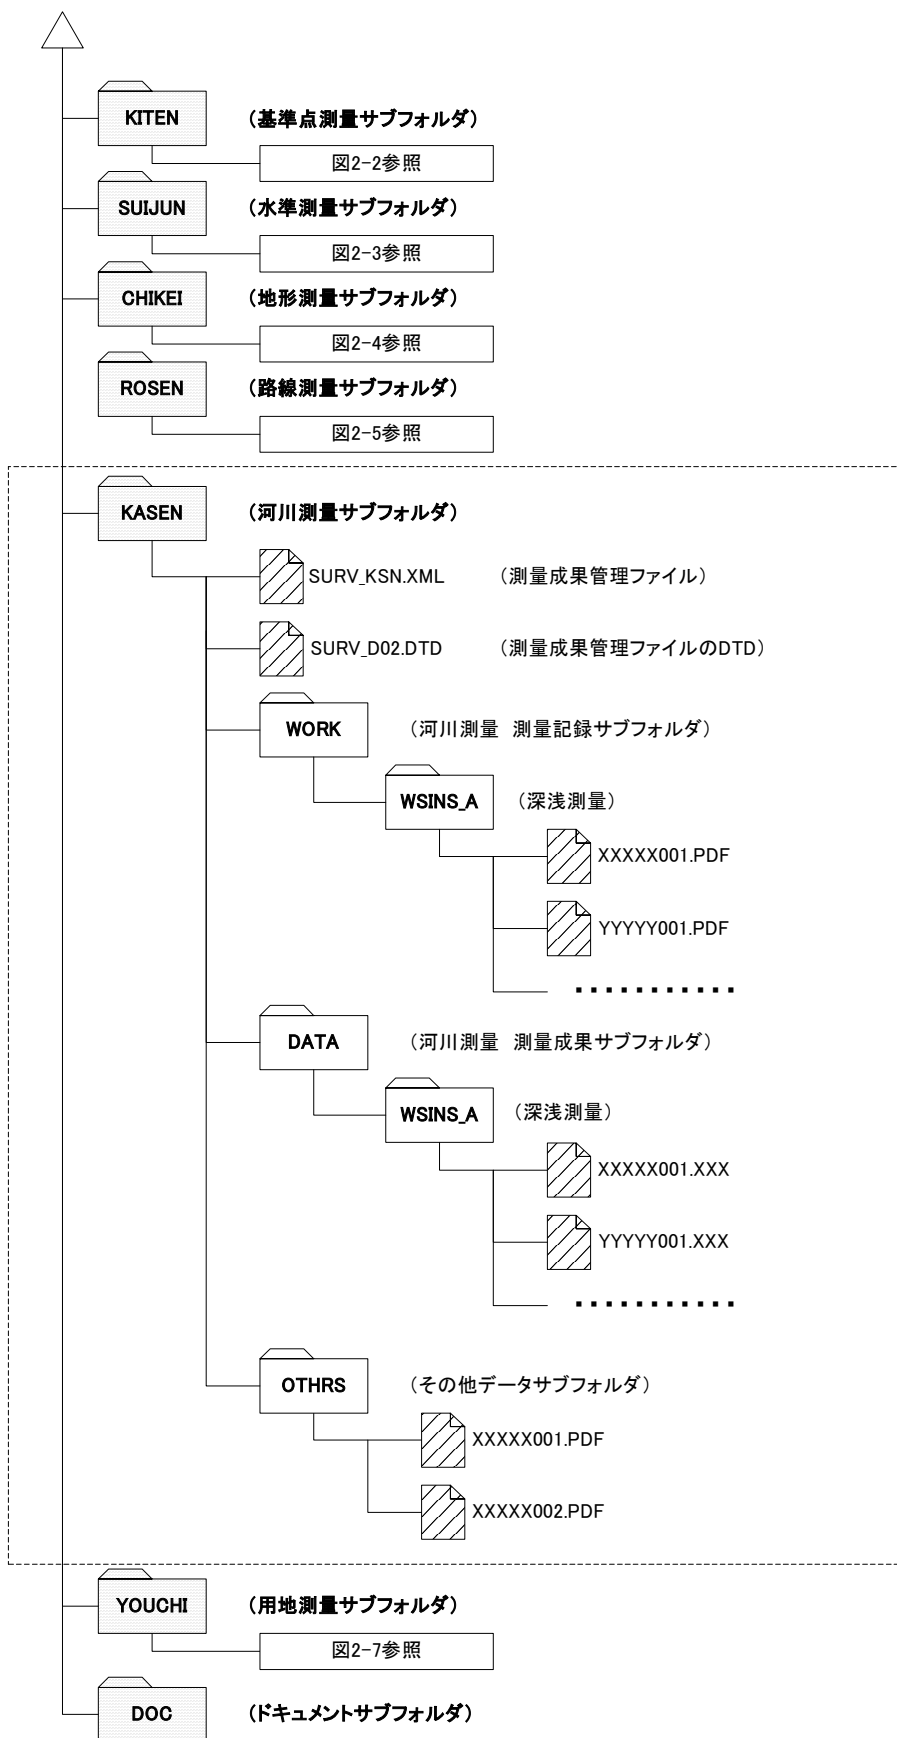 KITEN （基準点測量サブフォルダ）
図2-2参照
SUIJUN （水準測量サブフォルダ）
図2-3参照
CHIKEI （地形測量サブフォルダ）
図2-4参照
ROSEN （路線測量サブフォルダ）
図2-5参照
KASEN （河川測量サブフォルダ）
SURV_KSN.XML （測量成果管理ファイル）
SURV_D02.DTD （測量成果管理ファイルのDTD）
WORK （河川測量 測量記録サブフォルダ）
WSINS_A （深浅測量）
XXXXX001.PDF
YYYYY001.PDF
DATA （河川測量 測量成果サブフォルダ）
WSINS_A （深浅測量）
XXXXX001.XXX
YYYYY001.XXX
OTHRS （その他データサブフォルダ）
XXXXX001.PDF
XXXXX002.PDF
YOUCHI （用地測量サブフォルダ）
図2-7参照
DOC （ドキュメントサブフォルダ）